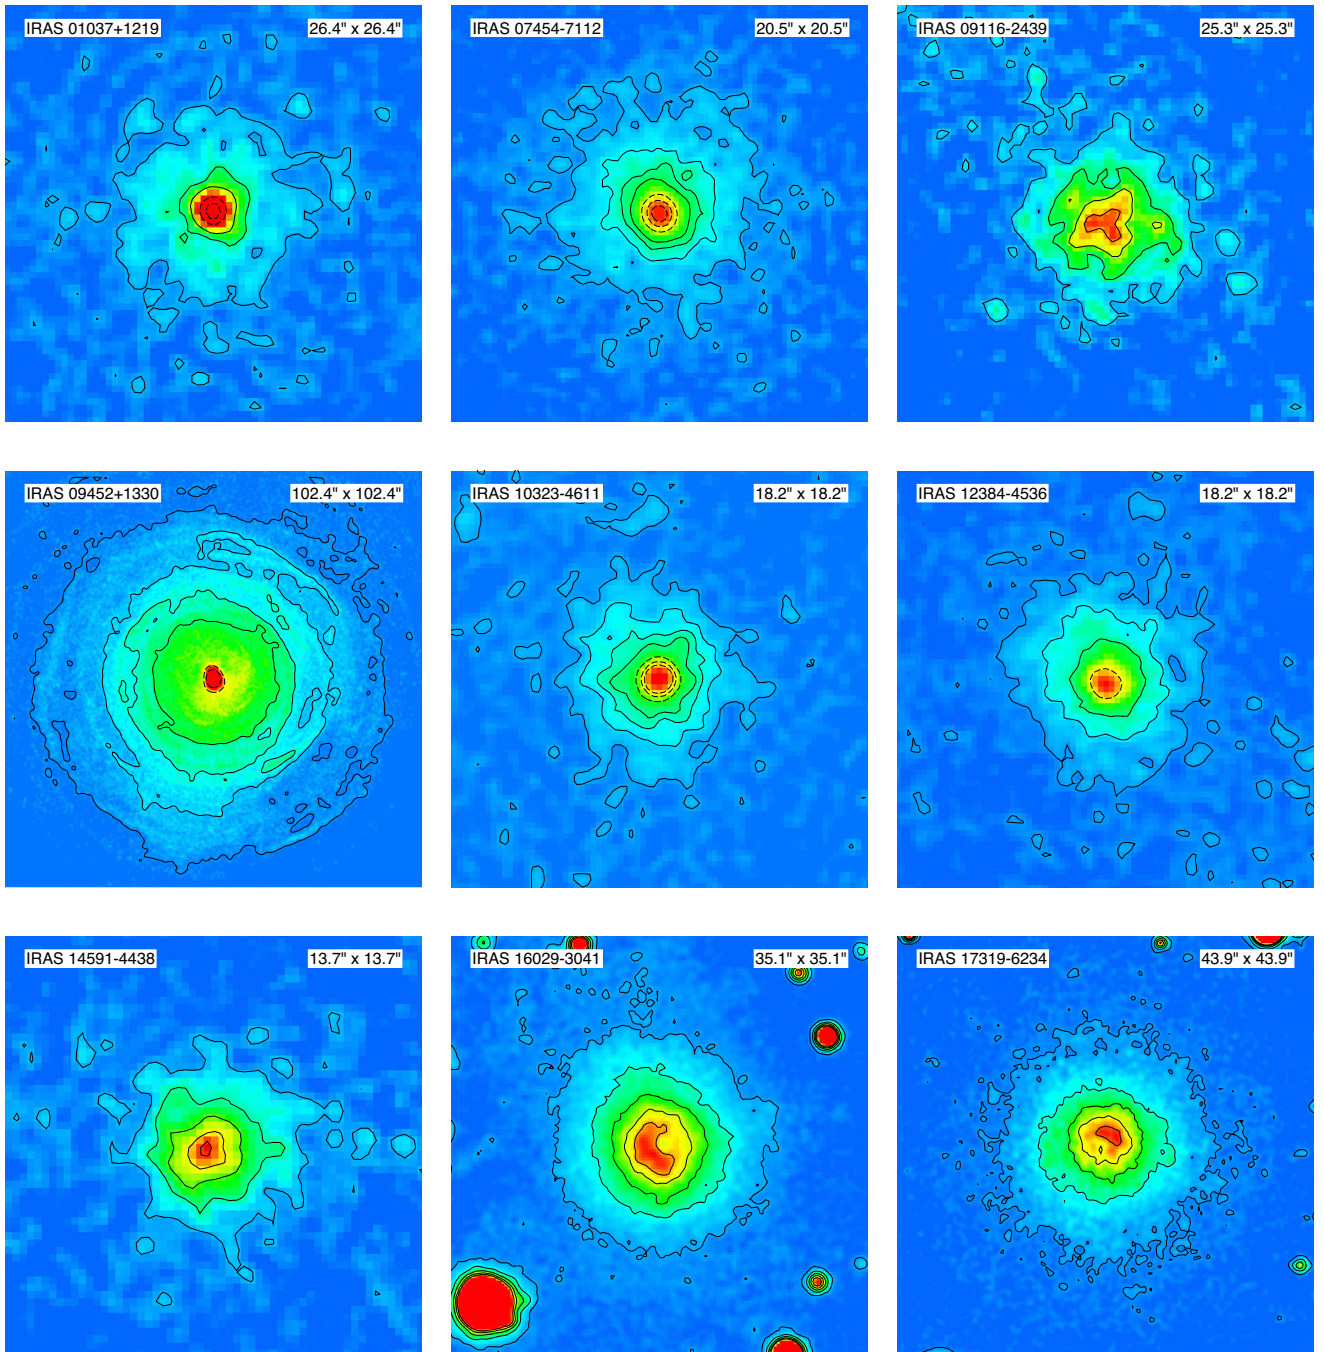 IRAS 01037+1219 26.4" x 26.4"
IRAS 07454-7112 20.5" x 20.5"
IRAS 09116-2439 25.3" x 25.3"
IRAS 09452+1330 102.4" x 102.4"
IRAS 10323-4611 18.2" x 18.2"
IRAS 12384-4536 18.2" x 18.2"
IRAS 14591-4438 13.7" x 13.7"
IRAS 16029-3041 35.1" x 35.1"
IRAS 17319-6234 43.9" x 43.9"